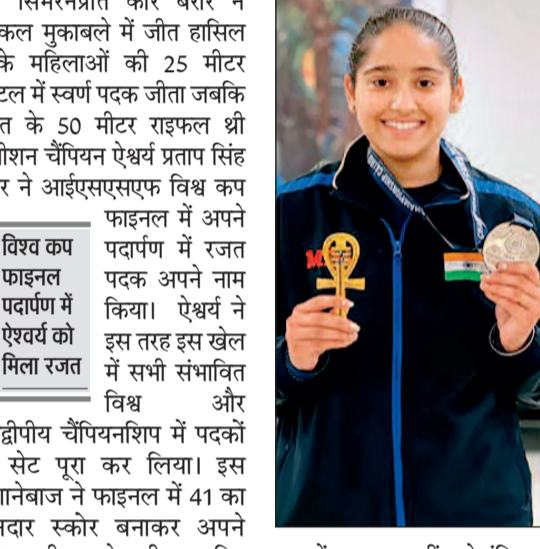 सिमरनप्रीत कौर बरार ने
कल मुकाबले में जीत हासिल
के महिलाओं की 25 मीटर
टल में स्वर्ण पदक जीता जबकि
त के 50 मीटर राइफल थ्री
ीशन चैंपियन ऐश्वर्य प्रताप सिंह
र ने आईएसएसएफ विश्व कप
फाइनल में अपने
पदार्पण में रजत
पदक अपने नाम
किया। ऐश्वर्य ने
इस तरह इस खेल
में सभी संभावित
विश्व और
द्वीपीय चैंपियनशिप में पदकों
सेट पूरा कर लिया। इस
ानेबाज ने फाइनल में 41 का
नदार स्कोर बनाकर अपने
विश्व कप
फाइनल
पदार्पण में
ऐश्वर्य को
मिला रजत